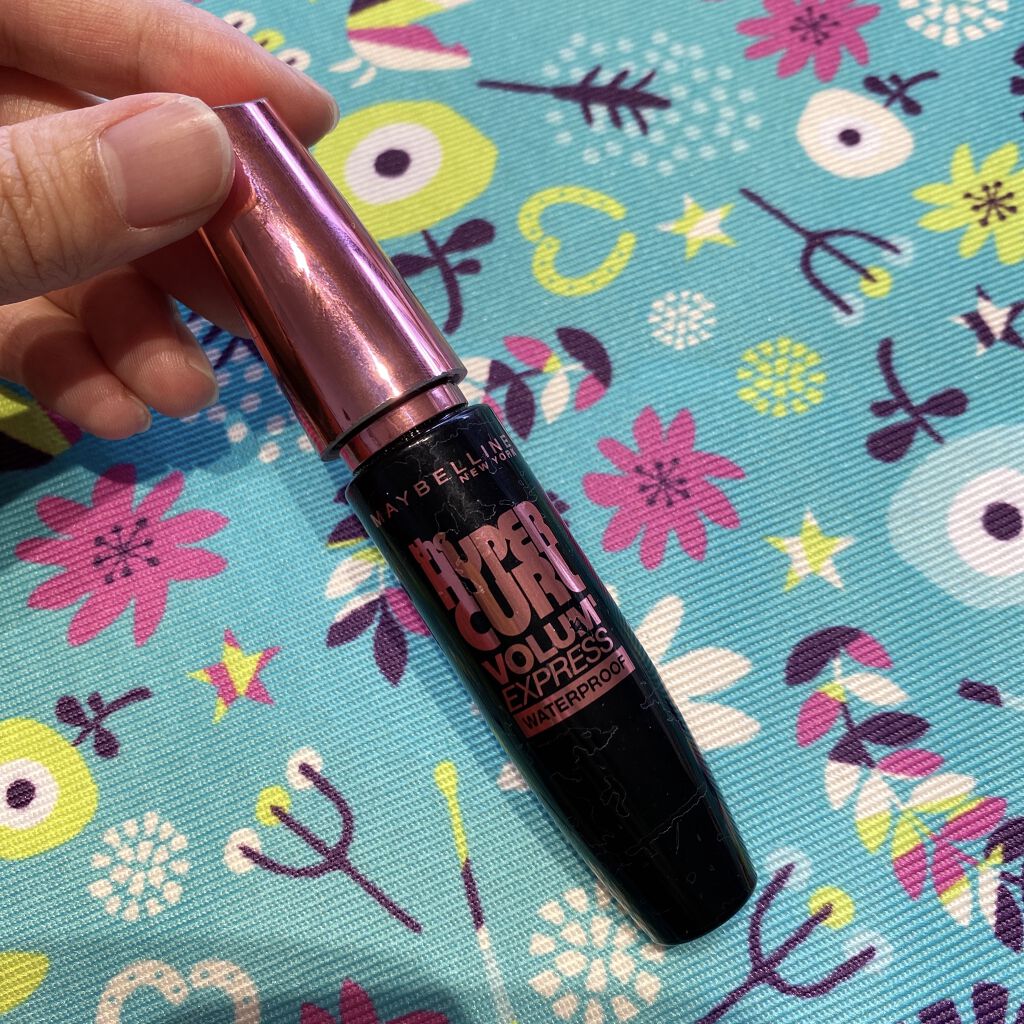 MAYBELLINE
NEW YORK
HYPER
CURL
VOLUM'
EXPRESS
WATERPROOF